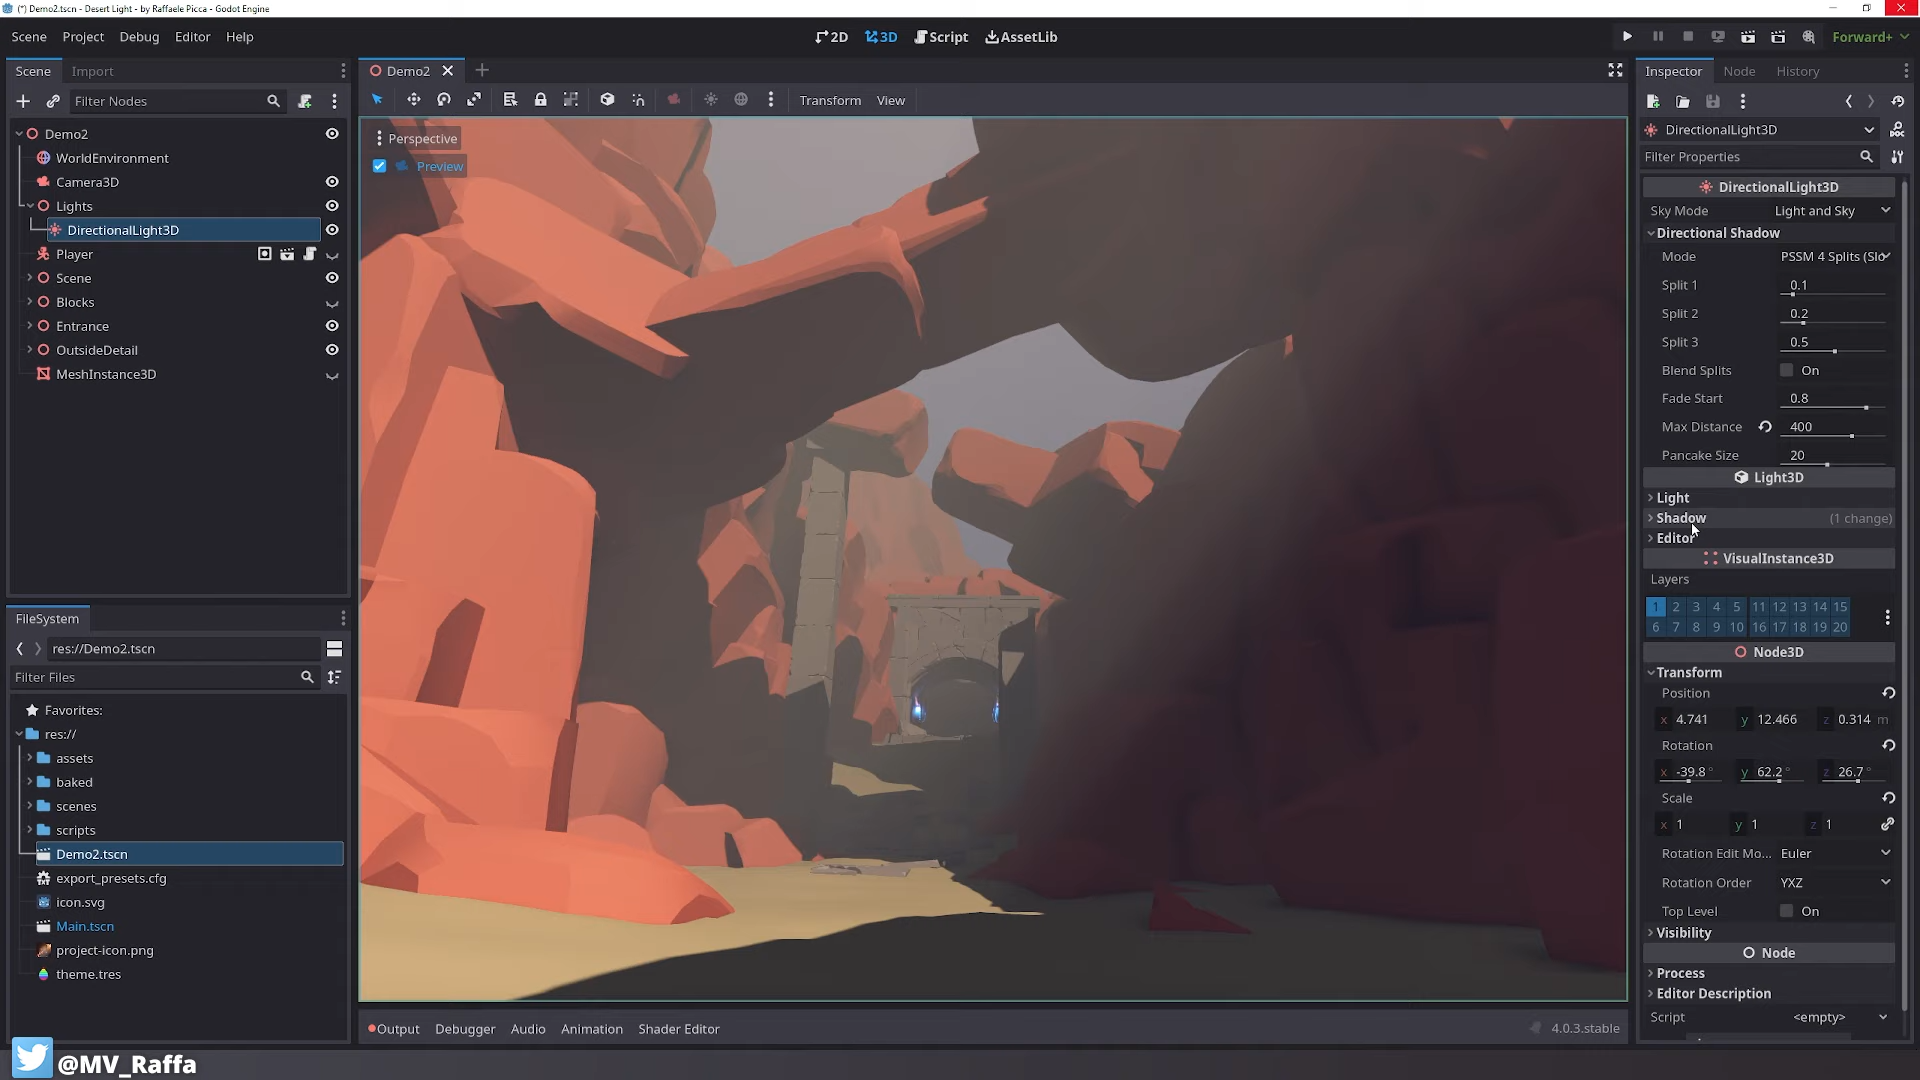 (*) Demo2.tscn - Desert Light - by Raffaele Picca - Godot Engine
Scene Project Debug Editor Help
2D 3D Script AssetLib
Forward+
Scene Import
Filter Nodes
Demo2
WorldEnvironment
Camera3D
Lights
DirectionalLight3D
Player
Scene
Blocks
Entrance
OutsideDetail
MeshInstance3D
FileSystem
res://Demo2.tscn
Filter Files
Favorites:
res://
assets
baked
scenes
scripts
Demo2.tscn
export_presets.cfg
icon.svg
Main.tscn
project-icon.png
theme.tres
@MV_Raffa
Demo2
Transform View
Perspective
Preview
Output Debugger Audio Animation Shader Editor
4.0.3.stable
Inspector Node History
DirectionalLight3D
Filter Properties
DirectionalLight3D
Sky Mode Light and Sky
Directional Shadow
Mode PSSM 4 Splits (Slo
Split 1 0.1
Split 2 0.2
Split 3 0.5
Blend Splits On
Fade Start 0.8
Max Distance 400
Pancake Size 20
Light3D
Light
Shadow (1 change)
Editor
VisualInstance3D
Layers
1 2 3 4 5 11 12 13 14 15
6 7 8 9 10 16 17 18 19 20
Node3D
Transform
Position
x 4.741 y 12.466 z 0.314 m
Rotation
x -39.8 ° y 62.2 ° z 26.7 °
Scale
x 1 y 1 z 1
Rotation Edit Mo... Euler
Rotation Order YXZ
Top Level On
Visibility
Node
Process
Editor Description
Script <empty>